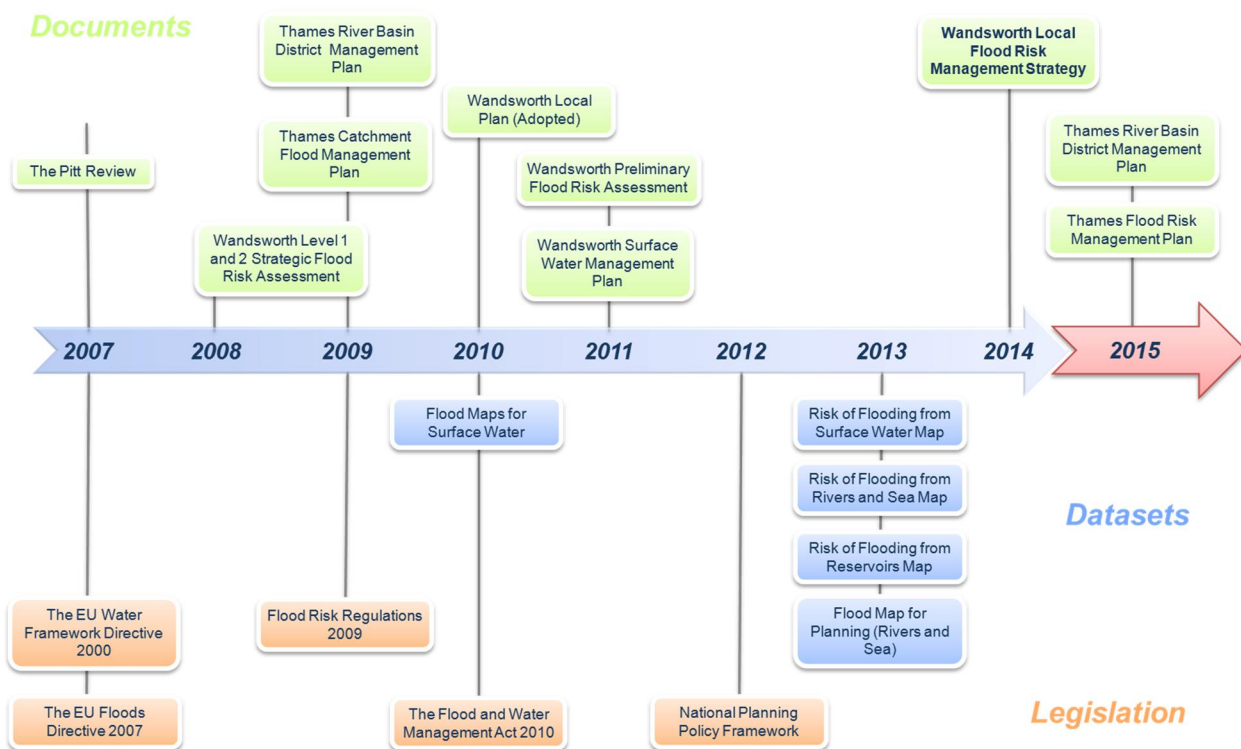 Documents
Thames River Basin
District Management
Plan
Wandsworth Local
Flood Risk
Management Strategy
Wandsworth Local
Plan (Adopted)
Thames Catchment
Flood Management
Plan
Thames River Basin
District Management
Plan
The Pitt Review
Wandsworth Preliminary
Flood Risk Assessment
Thames Flood Risk
Management Plan
Wandsworth Level 1
and 2 Strategic Flood
Risk Assessment
Wandsworth Surface
Water Management
Plan
2007
2008
2009
2010
2011
2012
2013
2014
2015
Flood Maps for
Surface Water
Risk of Flooding from
Surface Water Map
Risk of Flooding from
Rivers and Sea Map
Datasets
Risk of Flooding from
Reservoirs Map
The EU Water
Framework Directive
2000
Flood Risk Regulations
2009
Flood Map for
Planning (Rivers and
Sea)
The EU Floods
Directive 2007
The Flood and Water
Management Act 2010
National Planning
Policy Framework
Legislation